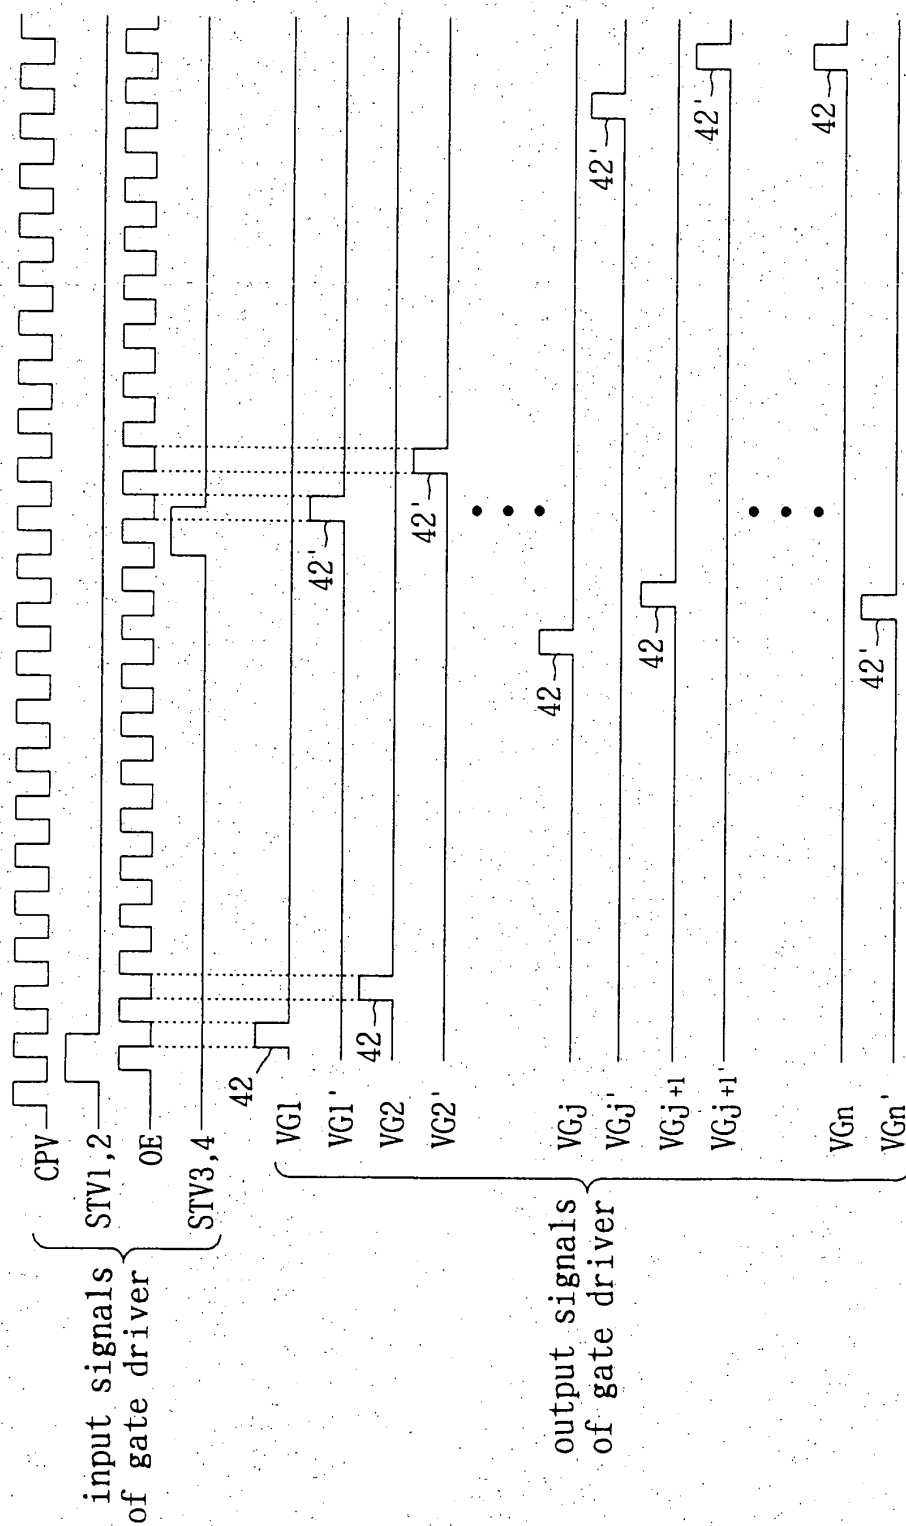 input signals
of gate driver
CPV
STV1,2
OE
STV3,4
output signals
of gate driver
VG1
VG1'
VG2
VG2'
VGj
VGj'
VGj+1
VGj+1'
VGn
VGn'
42
42'
42
42'
42
42'
42
42'
42
42'